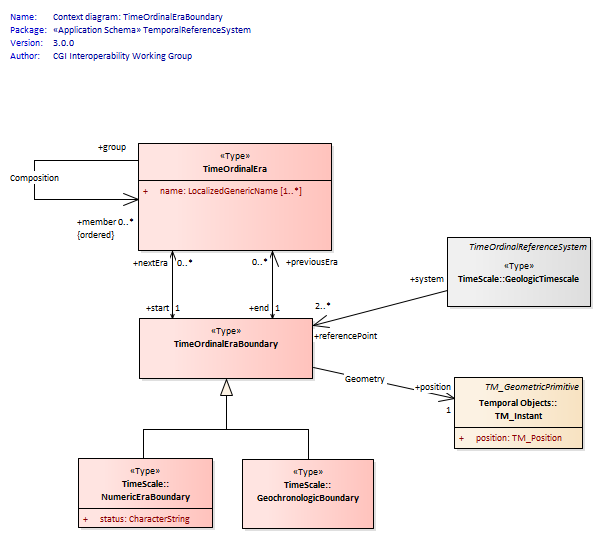 Name: Context diagram: TimeOrdinalEraBoundary
Package: «Application Schema» TemporalReferenceSystem
Version: 3.0.0
Author: CGI Interoperability Working Group
+group
Composition
+member 0..*
{ordered}
«Type»
TimeOrdinalEra
+ name: LocalizedGenericName [1..*]
+nextEra 0..*
0..* +previousEra
+start 1
+end 1
TimeOrdinalReferenceSystem
«Type»
TimeScale::GeologicTimescale
+system
2..*
+referencePoint
«Type»
TimeOrdinalEraBoundary
Geometry
+position
1
TM_GeometricPrimitive
Temporal Objects::
TM_Instant
+ position: TM_Position
«Type»
TimeScale::
NumericEraBoundary
+ status: CharacterString
«Type»
TimeScale::
GeochronologicBoundary